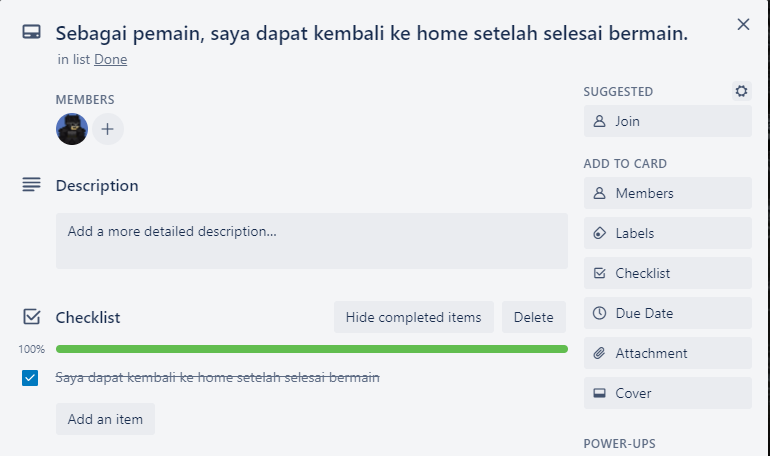 Sebagai pemain, saya dapat kembali ke home setelah selesai bermain.
in list Done
MEMBERS
Description
Add a more detailed description...
Checklist
Hide completed items
Delete
100%
Saya dapat kembali ke home setelah selesai bermain
Add an item
SUGGESTED
Join
ADD TO CARD
Members
Labels
Checklist
Due Date
Attachment
Cover
POWER-UPS